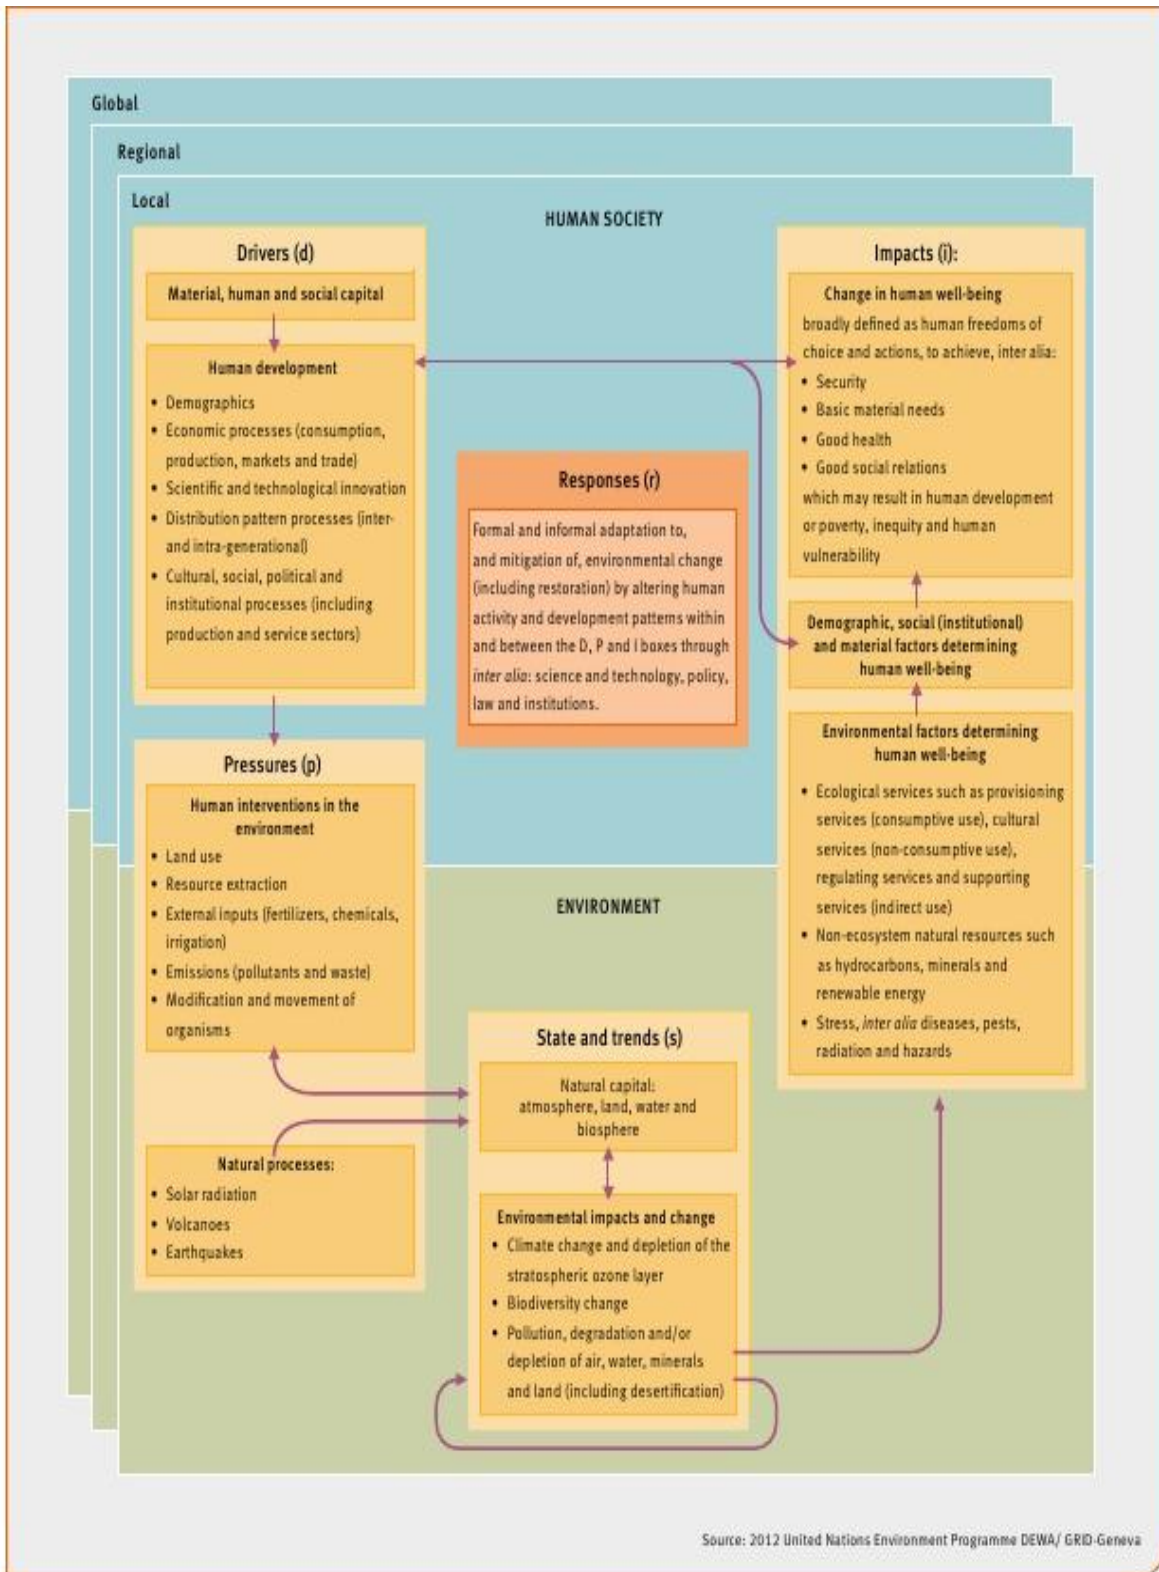 Global
Regional
Local
HUMAN SOCIETY
Drivers (d)
Material, human and social capital
Human development
• Demographics
• Economic processes (consumption,
production, markets and trade)
• Scientific and technological innovation
• Distribution pattern processes (inter-
and intra-generational)
• Cultural, social, political and
institutional processes (including
production and service sectors)
Pressures (p)
Human interventions in the
environment
• Land use
• Resource extraction
• External inputs (fertilizers, chemicals,
irrigation)
• Emissions (pollutants and waste)
• Modification and movement of
organisms
Natural processes:
• Solar radiation
• Volcanoes
• Earthquakes
Responses (r)
Formal and informal adaptation to,
and mitigation of, environmental change
(including restoration) by altering human
activity and development patterns within
and between the D, P and I boxes through
inter alia: science and technology, policy,
law and institutions.
ENVIRONMENT
State and trends (s)
Natural capital:
atmosphere, land, water and
biosphere
Environmental impacts and change
• Climate change and depletion of the
stratospheric ozone layer
• Biodiversity change
• Pollution, degradation and/or
depletion of air, water, minerals
and land (including desertification)
Impacts (i):
Change in human well-being
broadly defined as human freedoms of
choice and actions, to achieve, inter alia:
• Security
• Basic material needs
• Good health
• Good social relations
which may result in human development
or poverty, inequity and human
vulnerability
Demographic, social (institutional)
and material factors determining
human well-being
Environmental factors determining
human well-being
• Ecological services such as provisioning
services (consumptive use), cultural
services (non-consumptive use),
regulating services and supporting
services (indirect use)
• Non-ecosystem natural resources such
as hydrocarbons, minerals and
renewable energy
• Stress, inter alia diseases, pests,
radiation and hazards
Source: 2012 United Nations Environment Programme DEWA/ GRID-Geneva